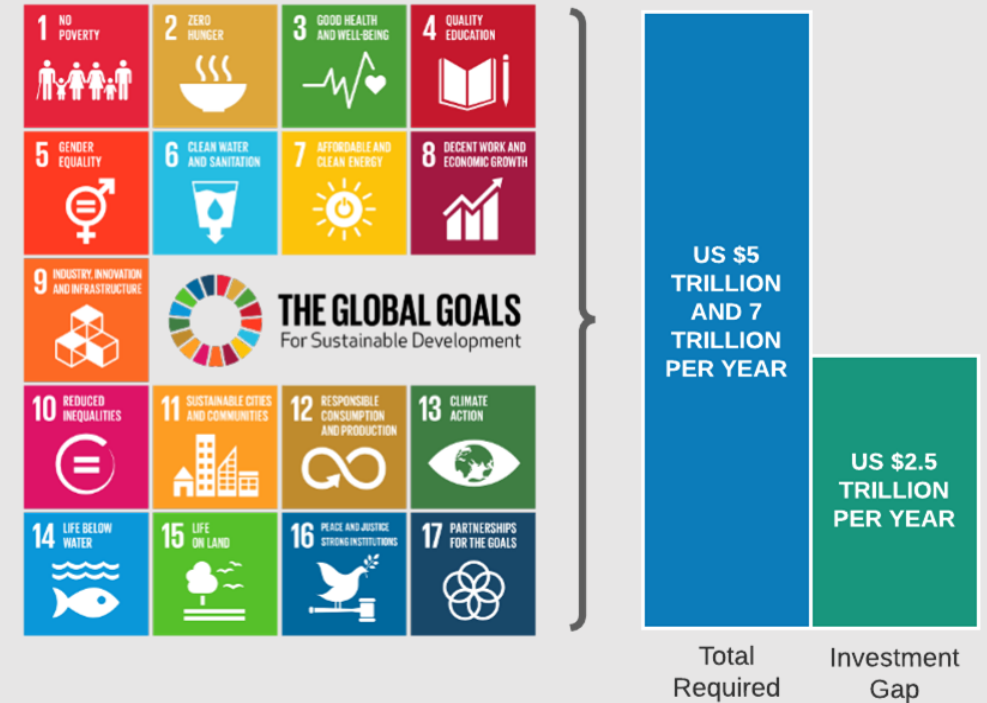 1 NO
POVERTY
2 ZERO
HUNGER
3 GOOD HEALTH
AND WELL-BEING
4 QUALITY
EDUCATION
5 GENDER
EQUALITY
6 CLEAN WATER
AND SANITATION
7 AFFORDABLE AND
CLEAN ENERGY
8 DECENT WORK AND
ECONOMIC GROWTH
9 INDUSTRY, INNOVATION
AND INFRASTRUCTURE
THE GLOBAL GOALS
For Sustainable Development
10 REDUCED
INEQUALITIES
11 SUSTAINABLE CITIES
AND COMMUNITIES
12 RESPONSIBLE
CONSUMPTION
AND PRODUCTION
13 CLIMATE
ACTION
14 LIFE BELOW
WATER
15 LIFE
ON LAND
16 PEACE AND JUSTICE
STRONG INSTITUTIONS
17 PARTNERSHIPS
FOR THE GOALS
US $5
TRILLION
AND 7
TRILLION
PER YEAR
US $2.5
TRILLION
PER YEAR
Total
Required
Investment
Gap